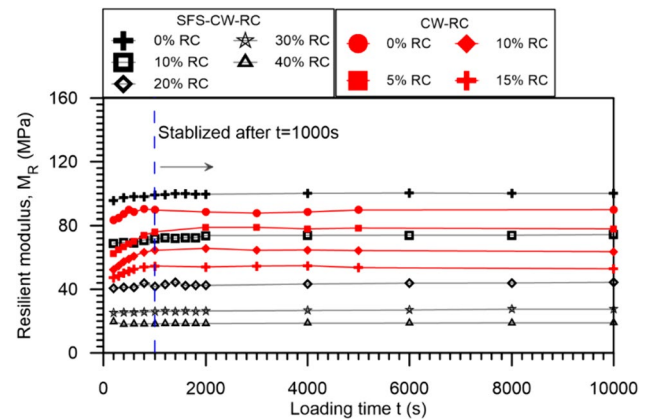 SFS-CW-RC
0% RC
30% RC
10% RC
40% RC
20% RC
CW-RC
0% RC
10% RC
5% RC
15% RC
Resilient modulus, M_R (MPa)
160
120
80
40
0
Stablized after t=1000s
0
2000
4000
6000
8000
10000
Loading time t (s)